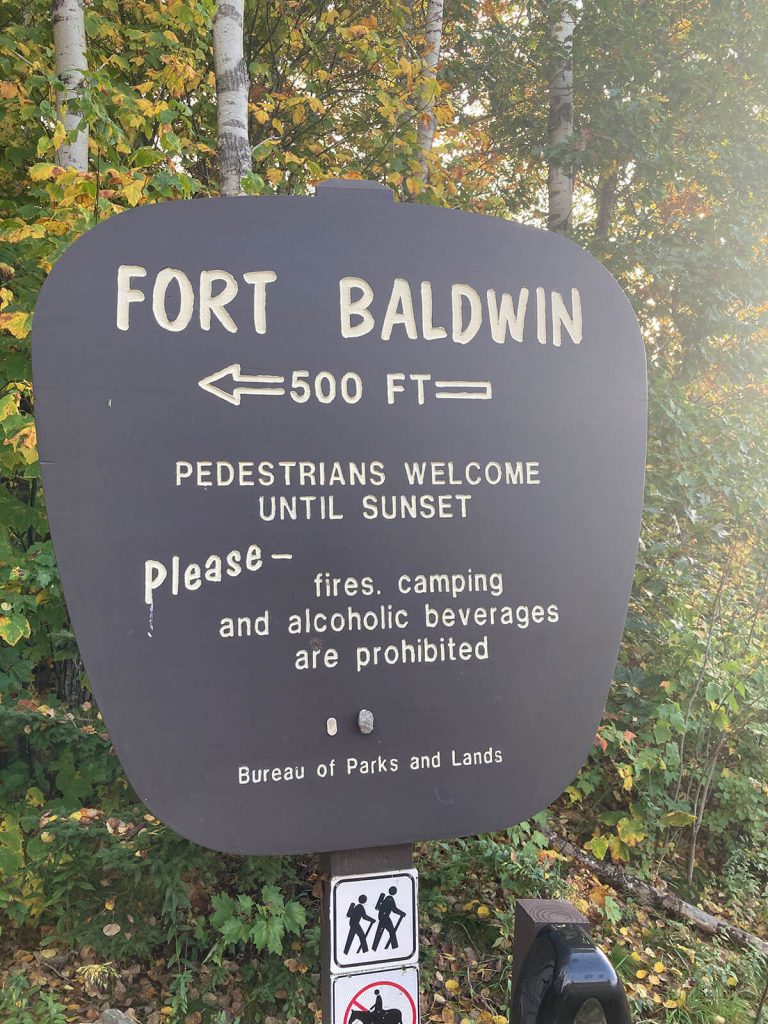 FORT BALDWIN
500 FT
PEDESTRIANS WELCOME
UNTIL SUNSET
Please-
fires. camping
and alcoholic beverages
are prohibited
Bureau of Parks and Lands